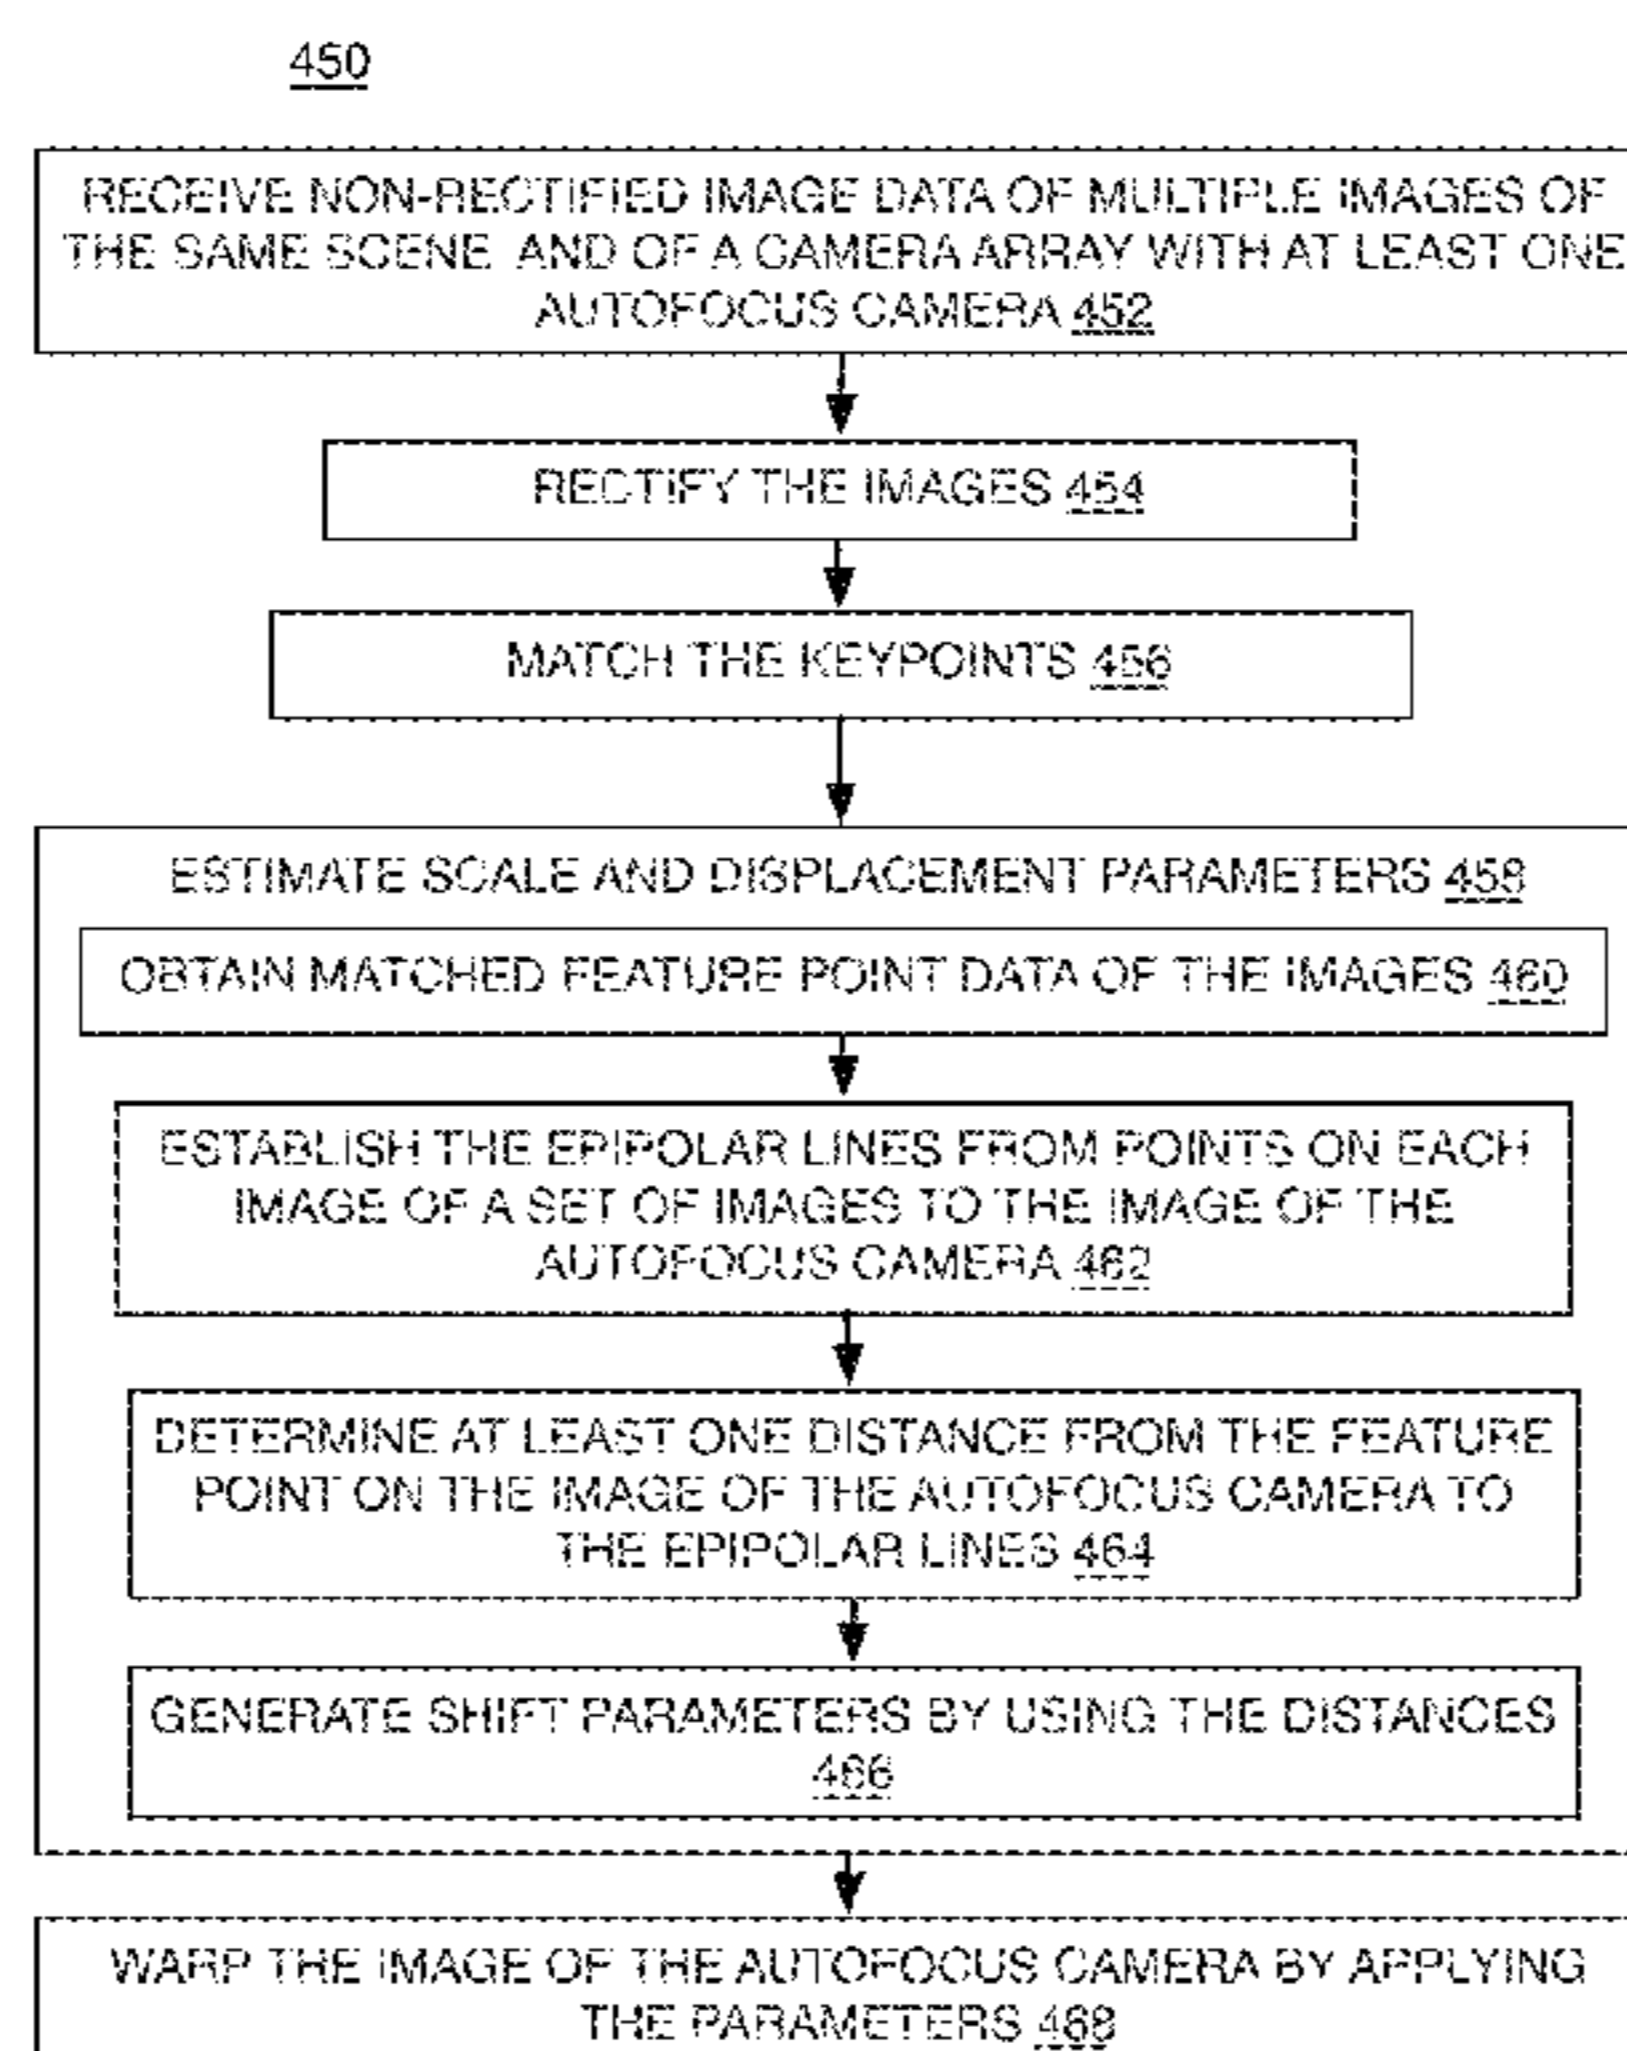 450
RECEIVE NON-RECTIFIED IMAGE DATA OF MULTIPLE IMAGES OF
THE SAME SCENE AND OF A CAMERA ARRAY WITH AT LEAST ONE
AUTOFOCUS CAMERA 452
RECTIFY THE IMAGES 454
MATCH THE KEYPOINTS 456
ESTIMATE SCALE AND DISPLACEMENT PARAMETERS 458
OBTAIN MATCHED FEATURE POINT DATA OF THE IMAGES 460
ESTABLISH THE EPIPOLAR LINES FROM POINTS ON EACH
IMAGE OF A SET OF IMAGES TO THE IMAGE OF THE
AUTOFOCUS CAMERA 462
DETERMINE AT LEAST ONE DISTANCE FROM THE FEATURE
POINT ON THE IMAGE OF THE AUTOFOCUS CAMERA TO
THE EPIPOLAR LINES 464
GENERATE SHIFT PARAMETERS BY USING THE DISTANCES
466
WARP THE IMAGE OF THE AUTOFOCUS CAMERA BY APPLYING
THE PARAMETERS 468